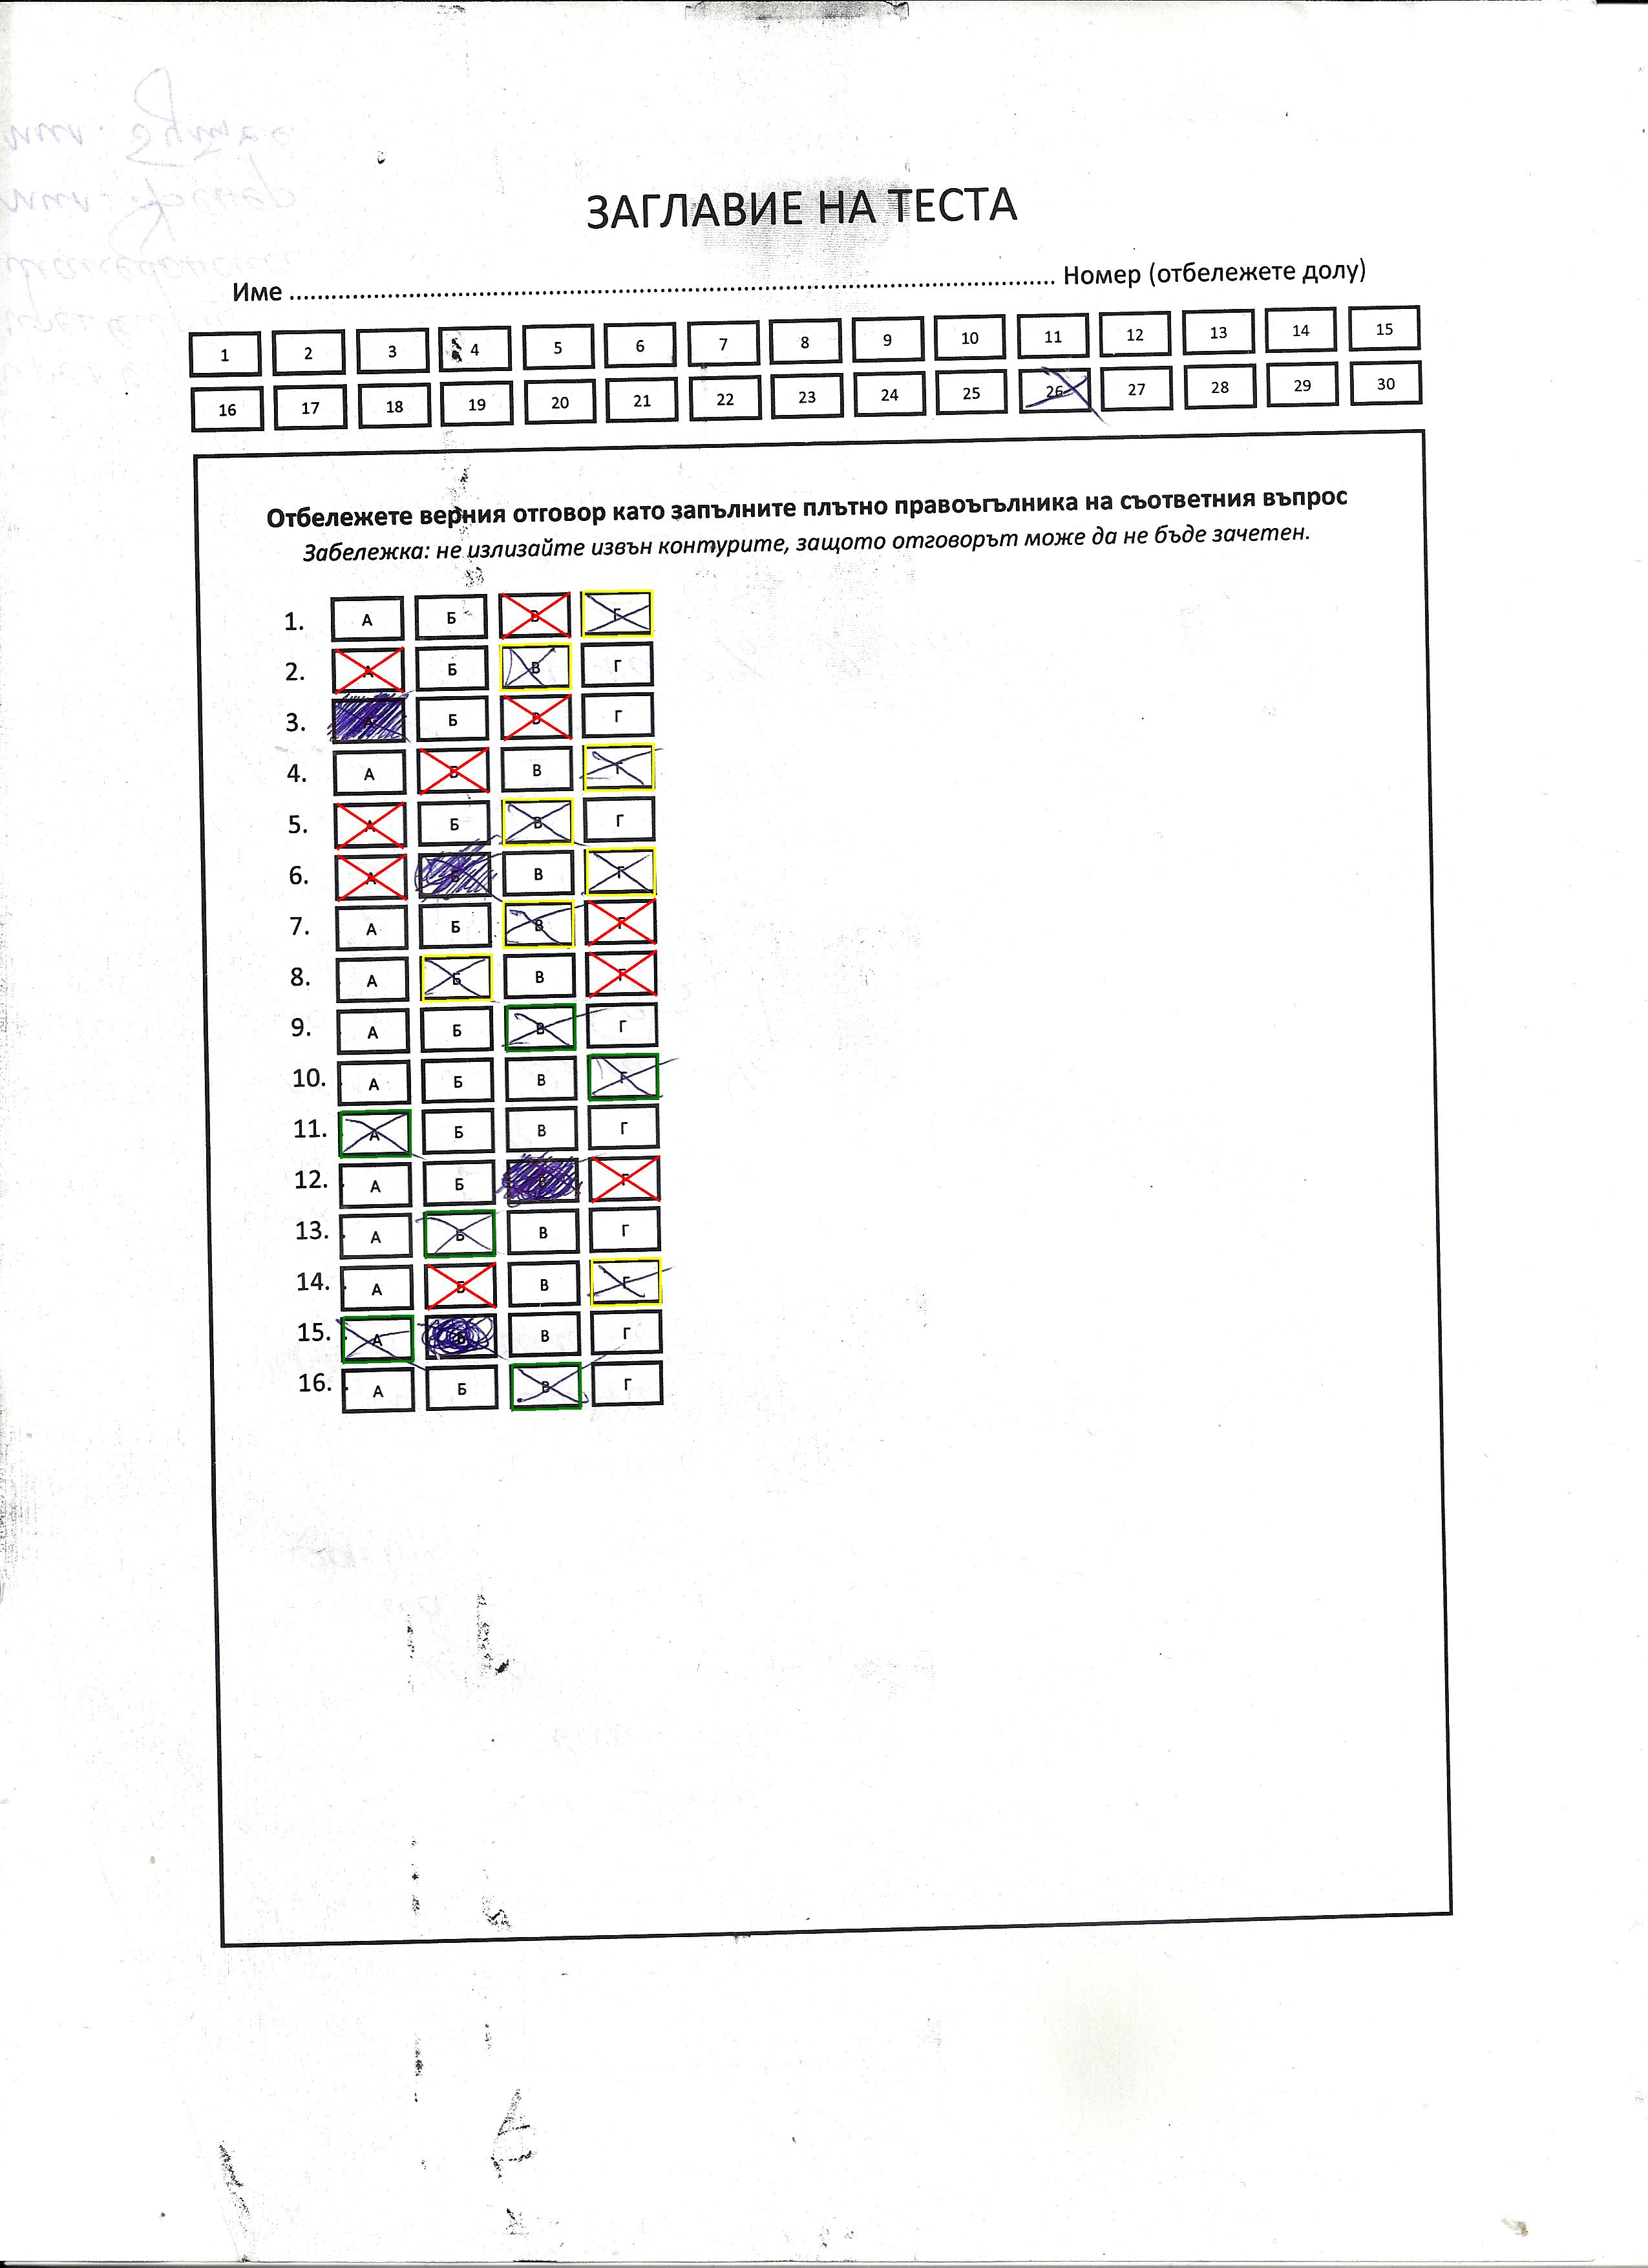 ЗАГЛАВИЕ НА ТЕСТА
Име ........................................................................................................... Номер (отбележете долу)
1 2 3 4 5 6 7 8 9 10 11 12 13 14 15
16 17 18 19 20 21 22 23 24 25 26 27 28 29 30
Отбележете верния отговор като запълните плътно правоъгълника на съответния въпрос
Забележка: не излизайте извън контурите, защото отговорът може да не бъде зачетен.
1. А Б В Г
2. А Б В Г
3. А Б В Г
4. А Б В Г
5. А Б В Г
6. А Б В Г
7. А Б В Г
8. А Б В Г
9. А Б В Г
10. А Б В Г
11. А Б В Г
12. А Б В Г
13. А Б В Г
14. А Б В Г
15. А Б В Г
16. А Б В Г